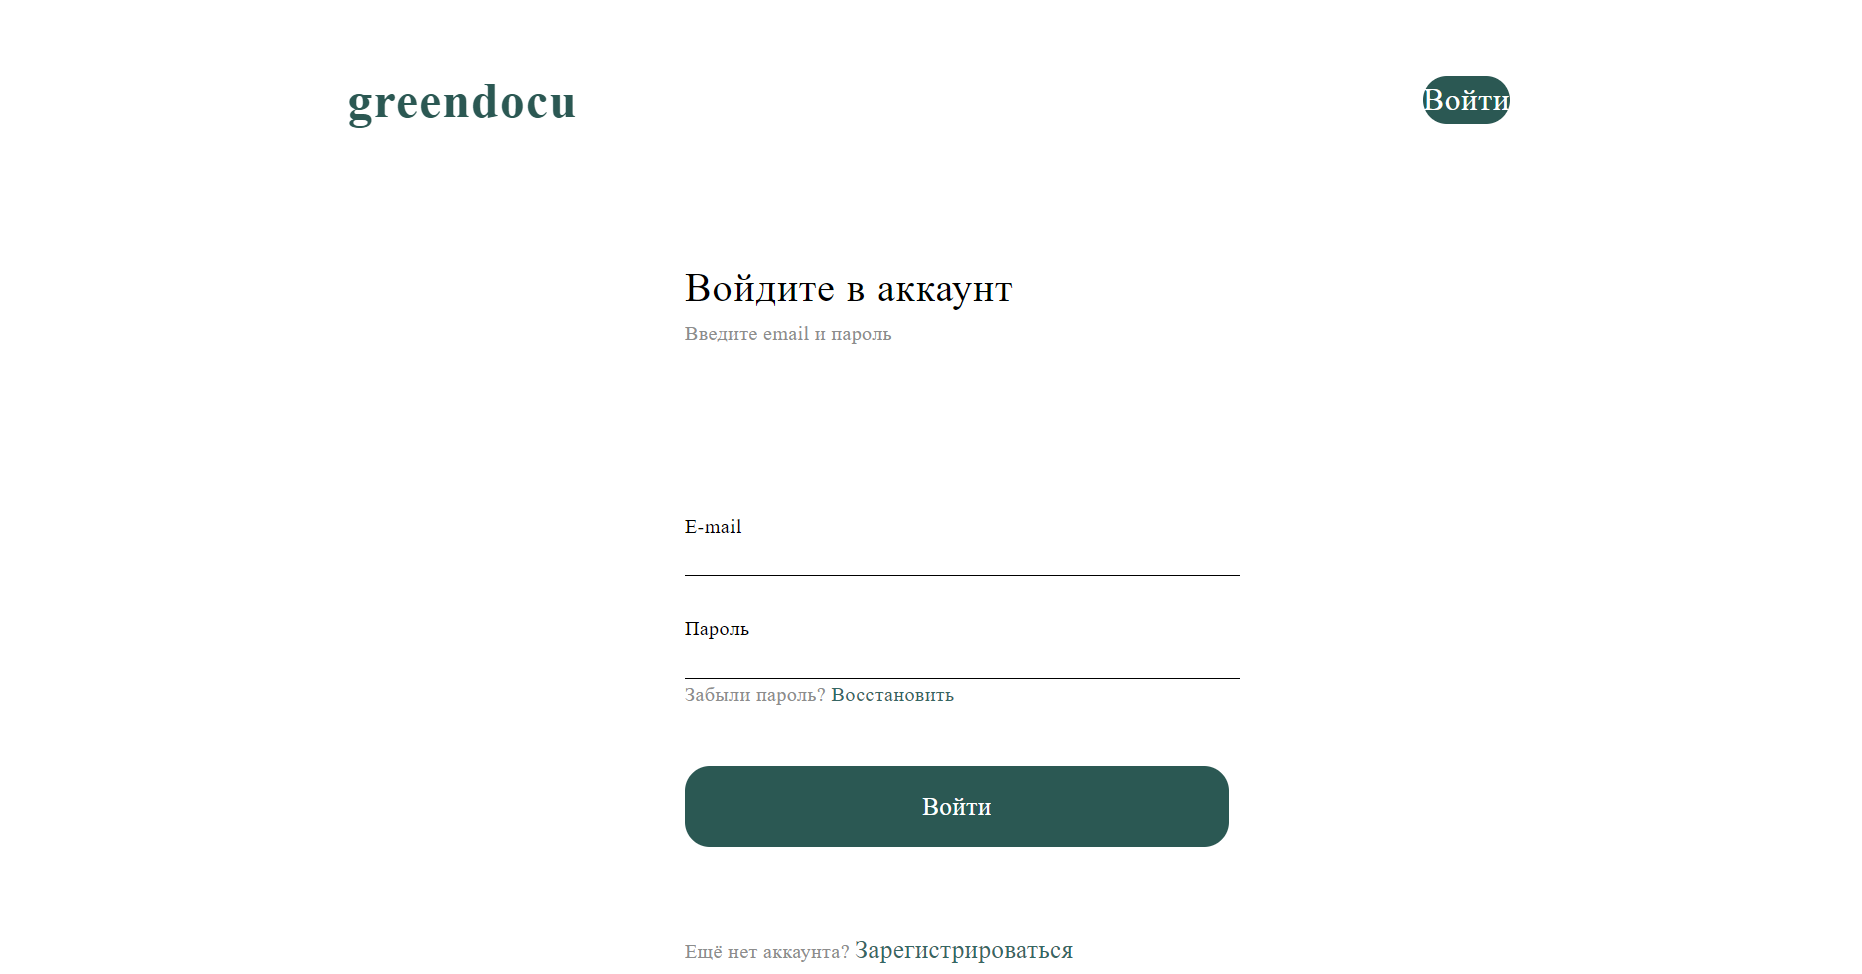 greendocu
Войти
Войдите в аккаунт
Введите email и пароль
E-mail
Пароль
Забыли пароль? Восстановить
Войти
Ещё нет аккаунта? Зарегистрироваться